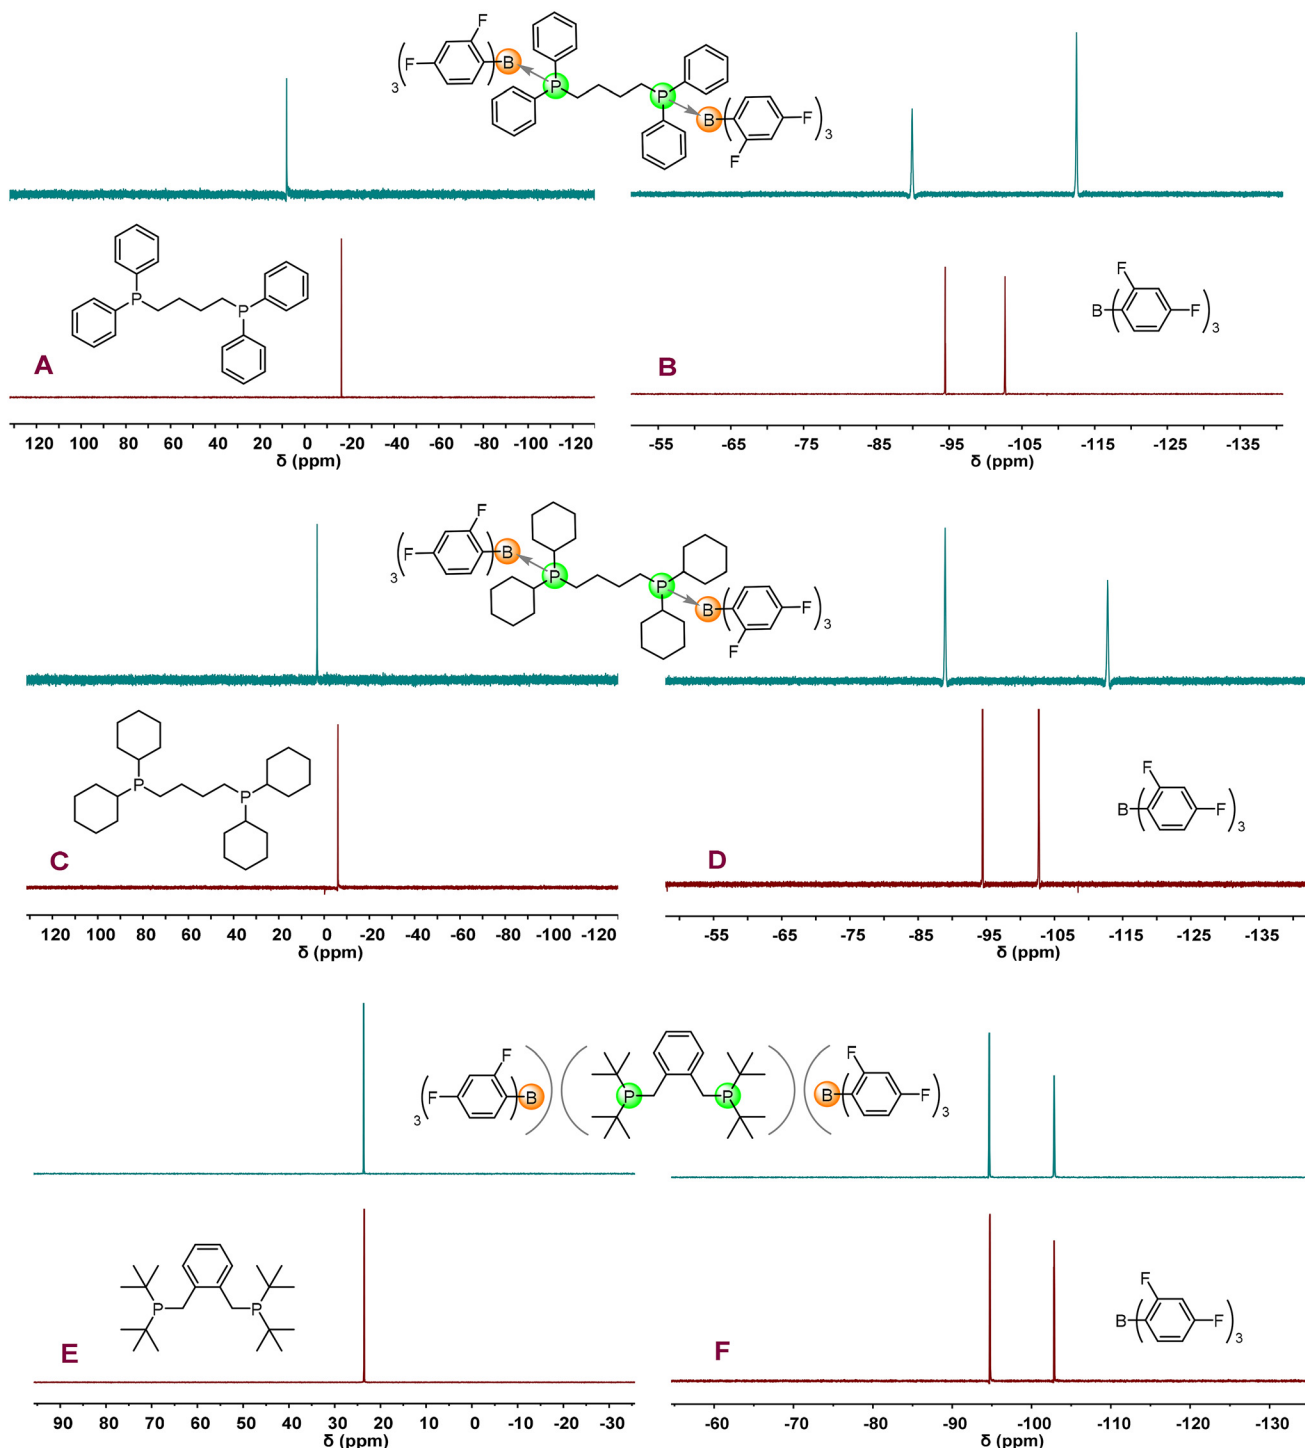 F
3(F B P
P B( F)3
F
P
P
A
120 100 80 60 40 20 0 -20 -40 -60 -80 -100 -120
δ (ppm)
F
B( F)3
B
-55 -65 -75 -85 -95 -105 -115 -125 -135
δ (ppm)
F
3(F )B P
P B( F)3
F
P
P
C
120 100 80 60 40 20 0 -20 -40 -60 -80 -100 -120
δ (ppm)
F
B( F)3
D
-55 -65 -75 -85 -95 -105 -115 -125 -135
δ (ppm)
F F
3(F )B) ( P P ) (B( F)3
P P
E
90 80 70 60 50 40 30 20 10 0 -10 -20 -30
δ (ppm)
F
B( F)3
F
-60 -70 -80 -90 -100 -110 -120 -130
δ (ppm)